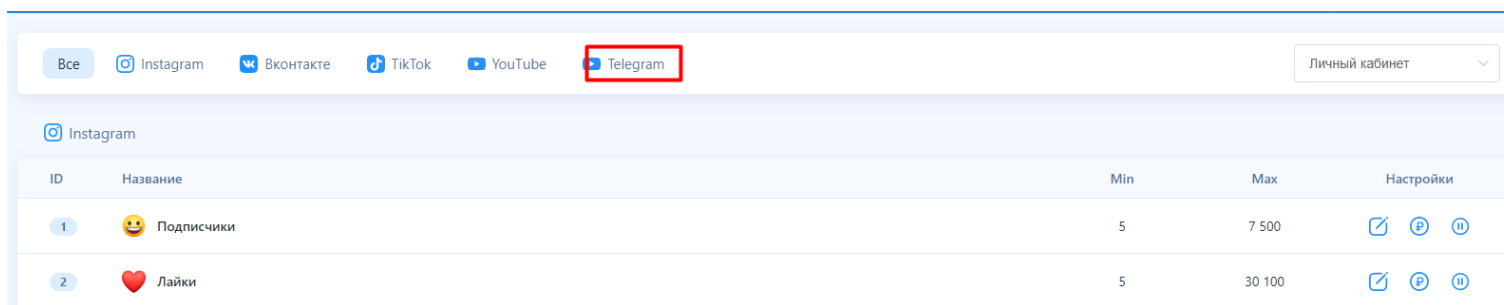 Все Instagram Вконтакте TikTok YouTube Telegram Личный кабинет
Instagram
ID Название Min Max Настройки
1 Подписчики 5 7 500
2 Лайки 5 30 100